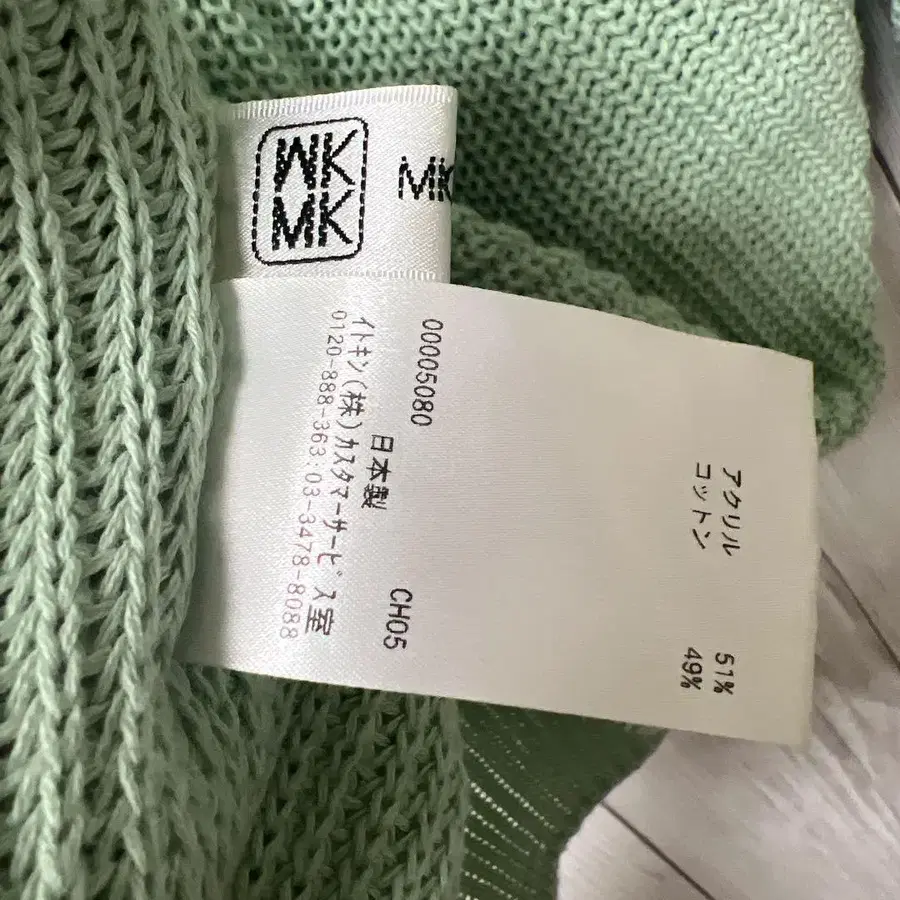 MK
MK
MK
アクリル 51%
コットン 49%
00005080
日本製 CH05
イトキン(株)カスタマーサービス室
0120-888-363:03-3478-8088